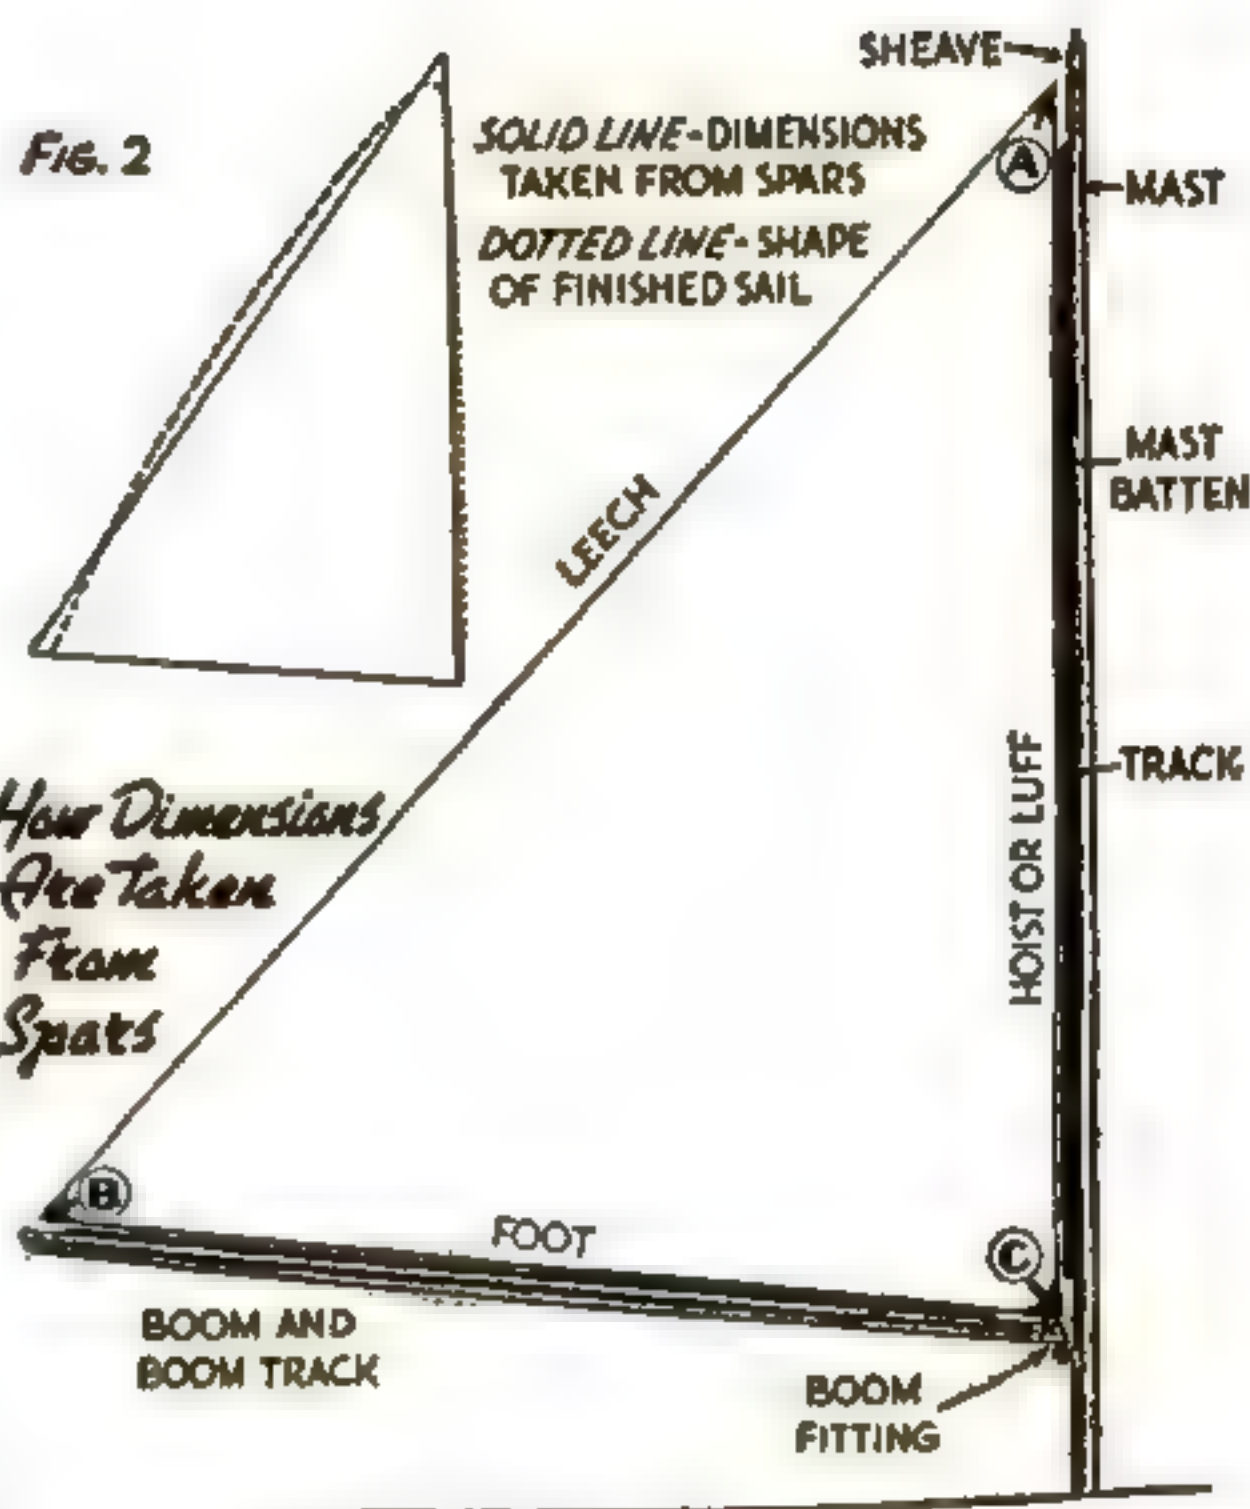 FIG. 2
SOLID LINE-DIMENSIONS
TAKEN FROM SPARS
DOTTED LINE-SHAPE
OF FINISHED SAIL
SHEAVE
A
MAST
MAST
BATTEN
LEECH
TRACK
HOIST OR LUFF
How Dimensions
Are Taken
From
Spars
B
FOOT
C
BOOM AND
BOOM TRACK
BOOM
FITTING